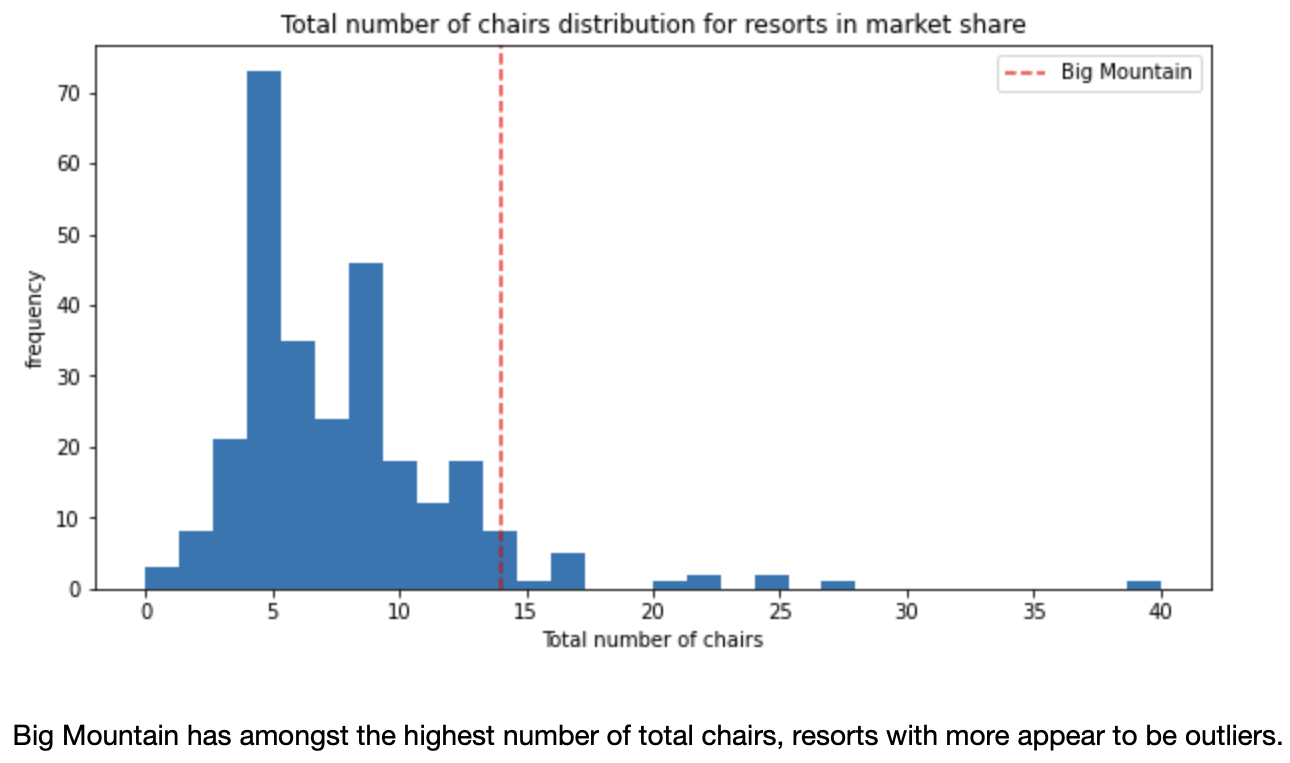 Total number of chairs distribution for resorts in market share
Big Mountain
70
60
50
40
30
20
10
0
frequency
0 5 10 15 20 25 30 35 40
Total number of chairs
Big Mountain has amongst the highest number of total chairs, resorts with more appear to be outliers.